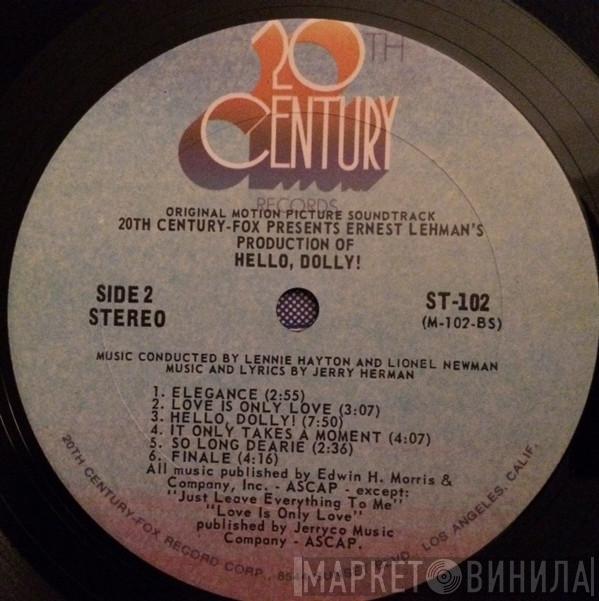 20TH
CENTURY
RECORDS
ORIGINAL MOTION PICTURE SOUNDTRACK
20TH CENTURY-FOX PRESENTS ERNEST LEHMAN'S
PRODUCTION OF
HELLO, DOLLY!
SIDE 2
STEREO
ST-102
(M-102-BS)
MUSIC CONDUCTED BY LENNIE HAYTON AND LIONEL NEWMAN
MUSIC AND LYRICS BY JERRY HERMAN
1. ELEGANCE (2:55)
2. LOVE IS ONLY LOVE (3:07)
3. HELLO, DOLLY! (7:50)
4. IT ONLY TAKES A MOMENT (4:07)
5. SO LONG DEARIE (2:36)
6. FINALE (4:16)
All music published by Edwin H. Morris &
Company, Inc. - ASCAP - except:
"Just Leave Everything To Me"
"Love Is Only Love"
published by Jerryco Music
Company - ASCAP.
20TH CENTURY-FOX RECORD CORP., 8544 SUNSET BLVD., LOS ANGELES, CALIF.
МАРКЕТ ВИНИЛА